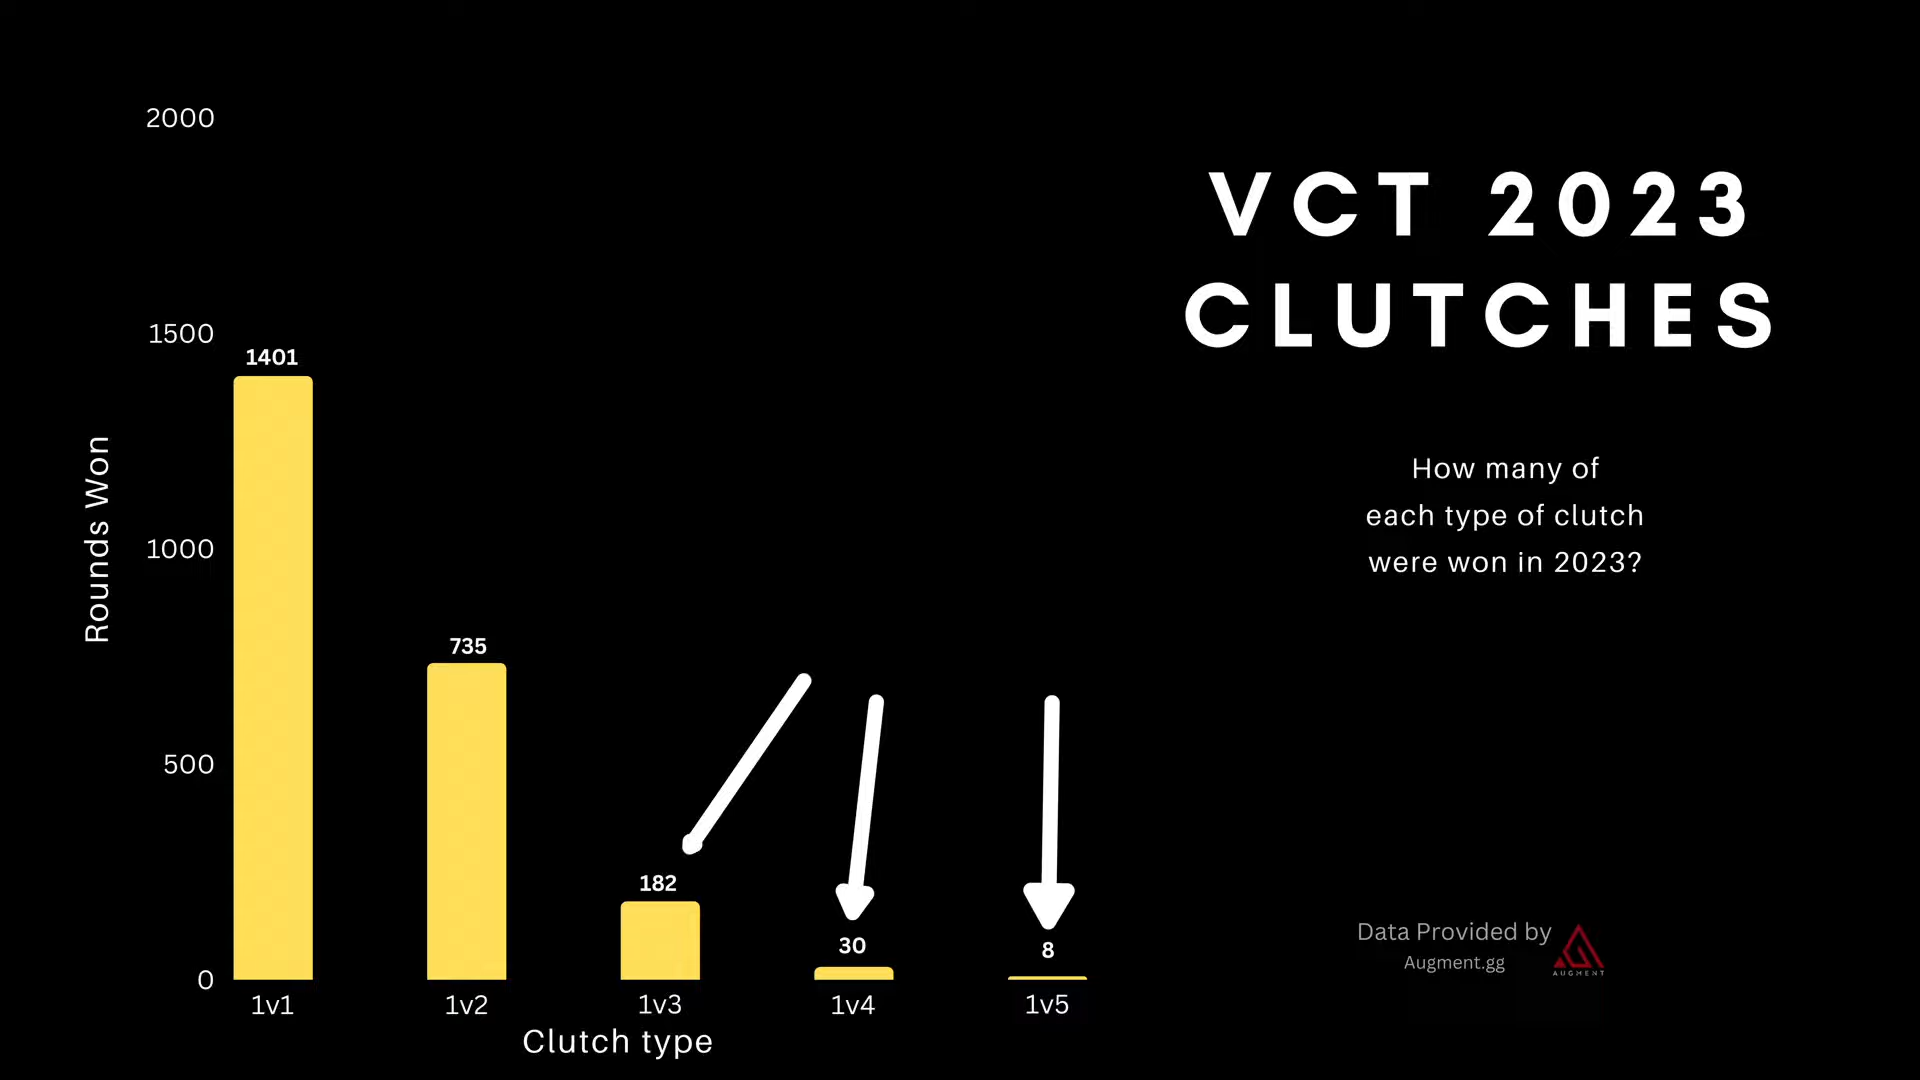 VCT 2023
CLUTCHES
How many of
each type of clutch
were won in 2023?
Rounds Won
2000
1500
1000
500
0
1401
735
182
30
8
1v1
1v2
1v3
1v4
1v5
Clutch type
Data Provided by
Augment.gg
AUGMENT